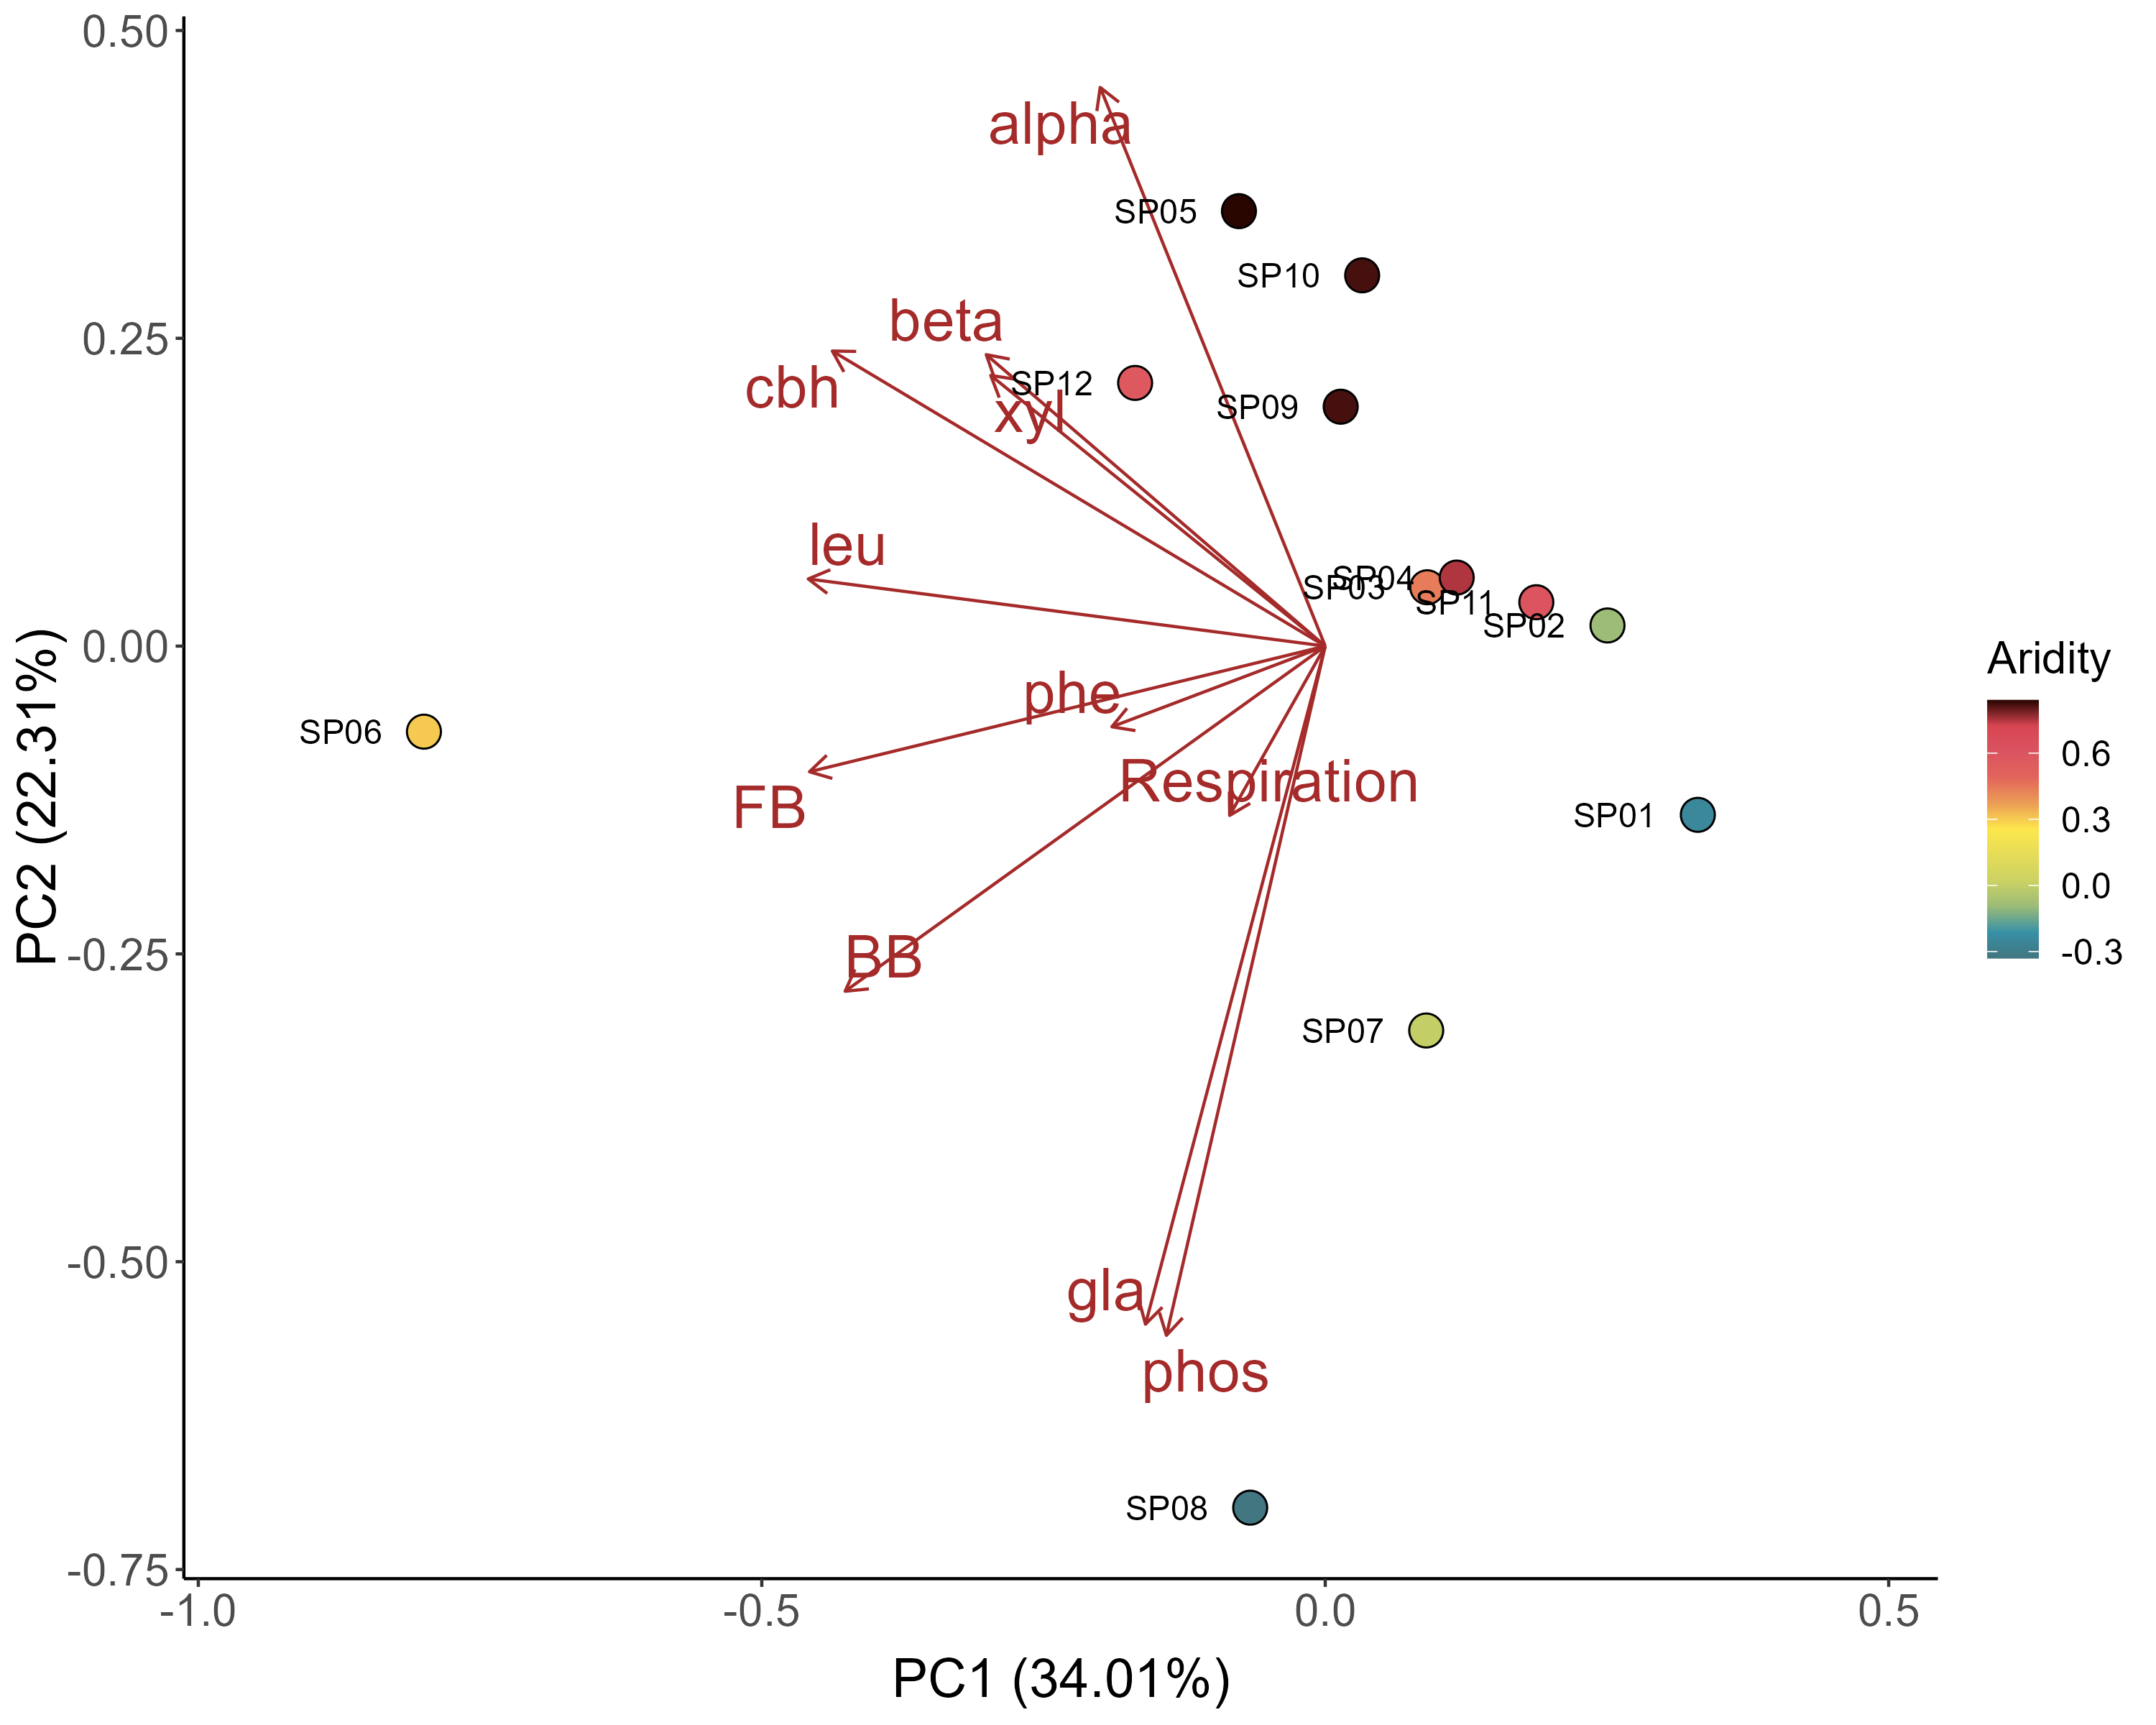 0.50
alpha
SP05
SP10
beta
0.25
cbh
SP12
xyl
SP09
leu
SP04
SP03
SP11
SP02
0.00
phe
SP06
FB
Respiration
SP01
BB
-0.25
SP07
gla
-0.50
phos
SP08
-0.75
-1.0 -0.5 0.0 0.5
PC1 (34.01%)
PC2 (22.31%)
Aridity
0.6
0.3
0.0
-0.3